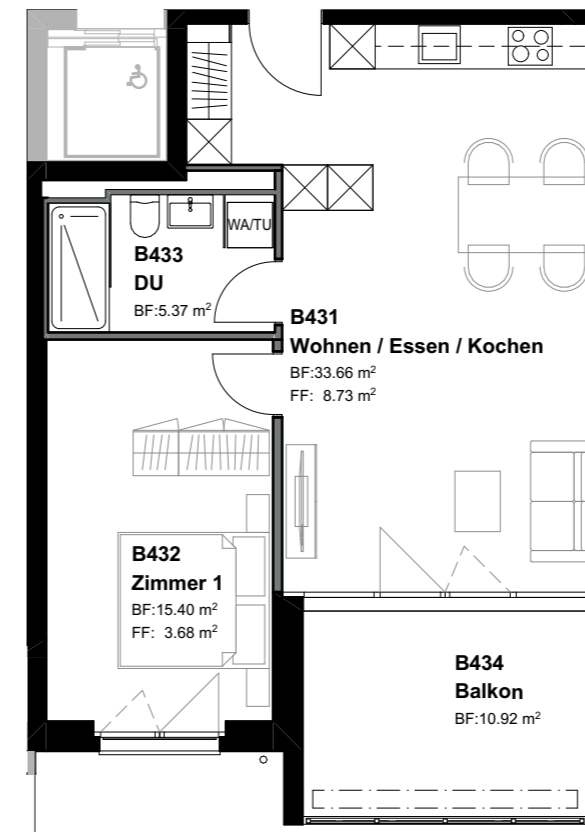 WA/TU
B433
DU
BF:5.37 m²
B431
Wohnen / Essen / Kochen
BF:33.66 m²
FF: 8.73 m²
B432
Zimmer 1
BF:15.40 m²
FF: 3.68 m²
B434
Balkon
BF:10.92 m²